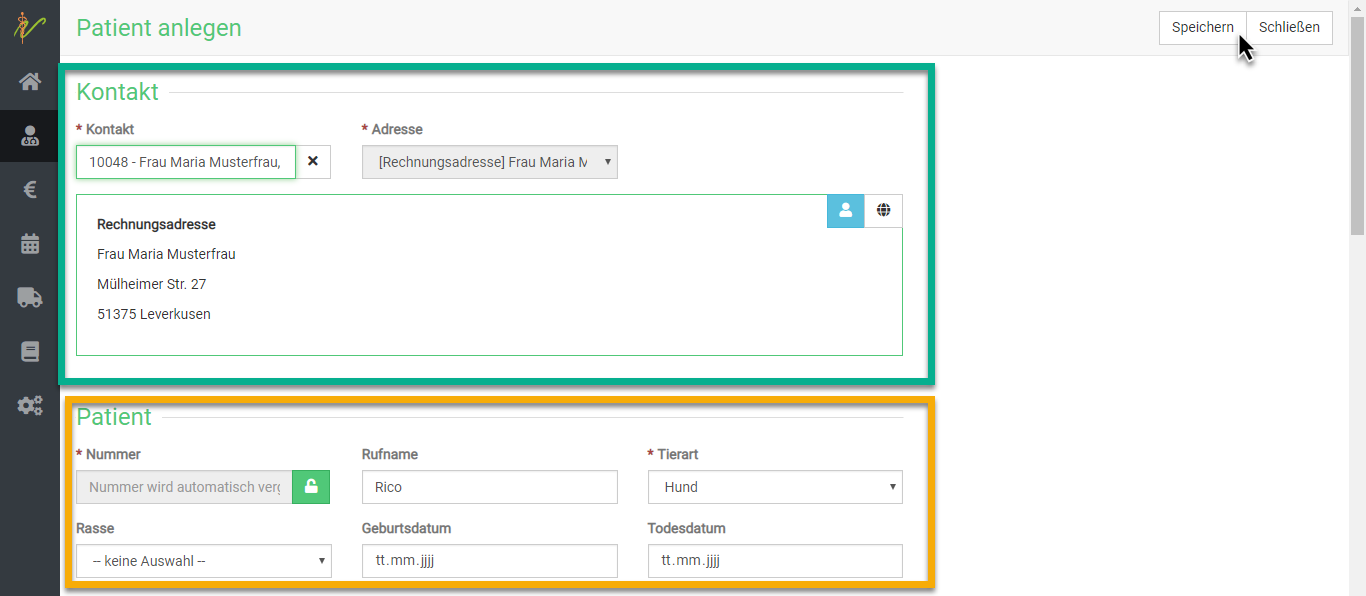 Patient anlegen
Speichern
Schließen
Kontakt
* Kontakt
* Adresse
10048 - Frau Maria Musterfrau,
[Rechnungsadresse] Frau Maria M
Rechnungsadresse
Frau Maria Musterfrau
Mülheimer Str. 27
51375 Leverkusen
Patient
* Nummer
Rufname
* Tierart
Nummer wird automatisch verg
Rico
Hund
Rasse
Geburtsdatum
Todesdatum
-- keine Auswahl --
tt.mm.jjjj
tt.mm.jjjj